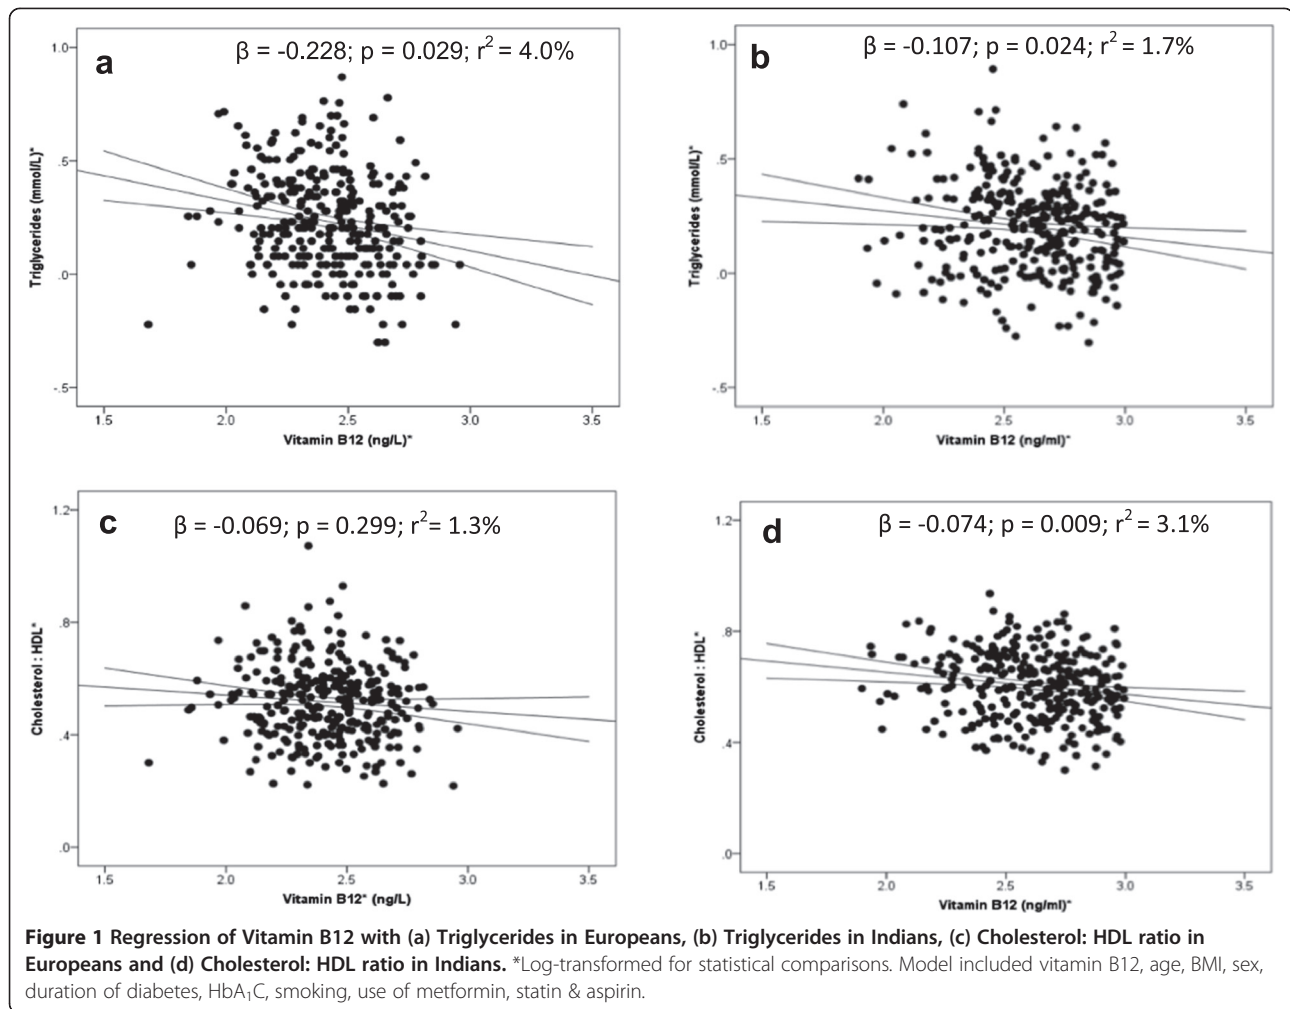 a
β = -0.228; p = 0.029; r² = 4.0%
1.0
.5
.0
-.5
Triglycerides (mmol/L)*
1.5 2.0 2.5 3.0 3.5
Vitamin B12 (ng/L)*
b
β = -0.107; p = 0.024; r² = 1.7%
1.0
.5
.0
-.5
Triglycerides (mmol/L)*
1.5 2.0 2.5 3.0 3.5
Vitamin B12 (ng/ml)*
c
β = -0.069; p = 0.299; r² = 1.3%
1.2
.8
.4
.0
Cholesterol : HDL*
1.5 2.0 2.5 3.0 3.5
Vitamin B12* (ng/L)
d
β = -0.074; p = 0.009; r² = 3.1%
1.2
.8
.4
.0
Cholesterol : HDL*
1.5 2.0 2.5 3.0 3.5
Vitamin B12 (ng/ml)*
Figure 1 Regression of Vitamin B12 with (a) Triglycerides in Europeans, (b) Triglycerides in Indians, (c) Cholesterol: HDL ratio in
Europeans and (d) Cholesterol: HDL ratio in Indians. *Log-transformed for statistical comparisons. Model included vitamin B12, age, BMI, sex,
duration of diabetes, HbA₁C, smoking, use of metformin, statin & aspirin.